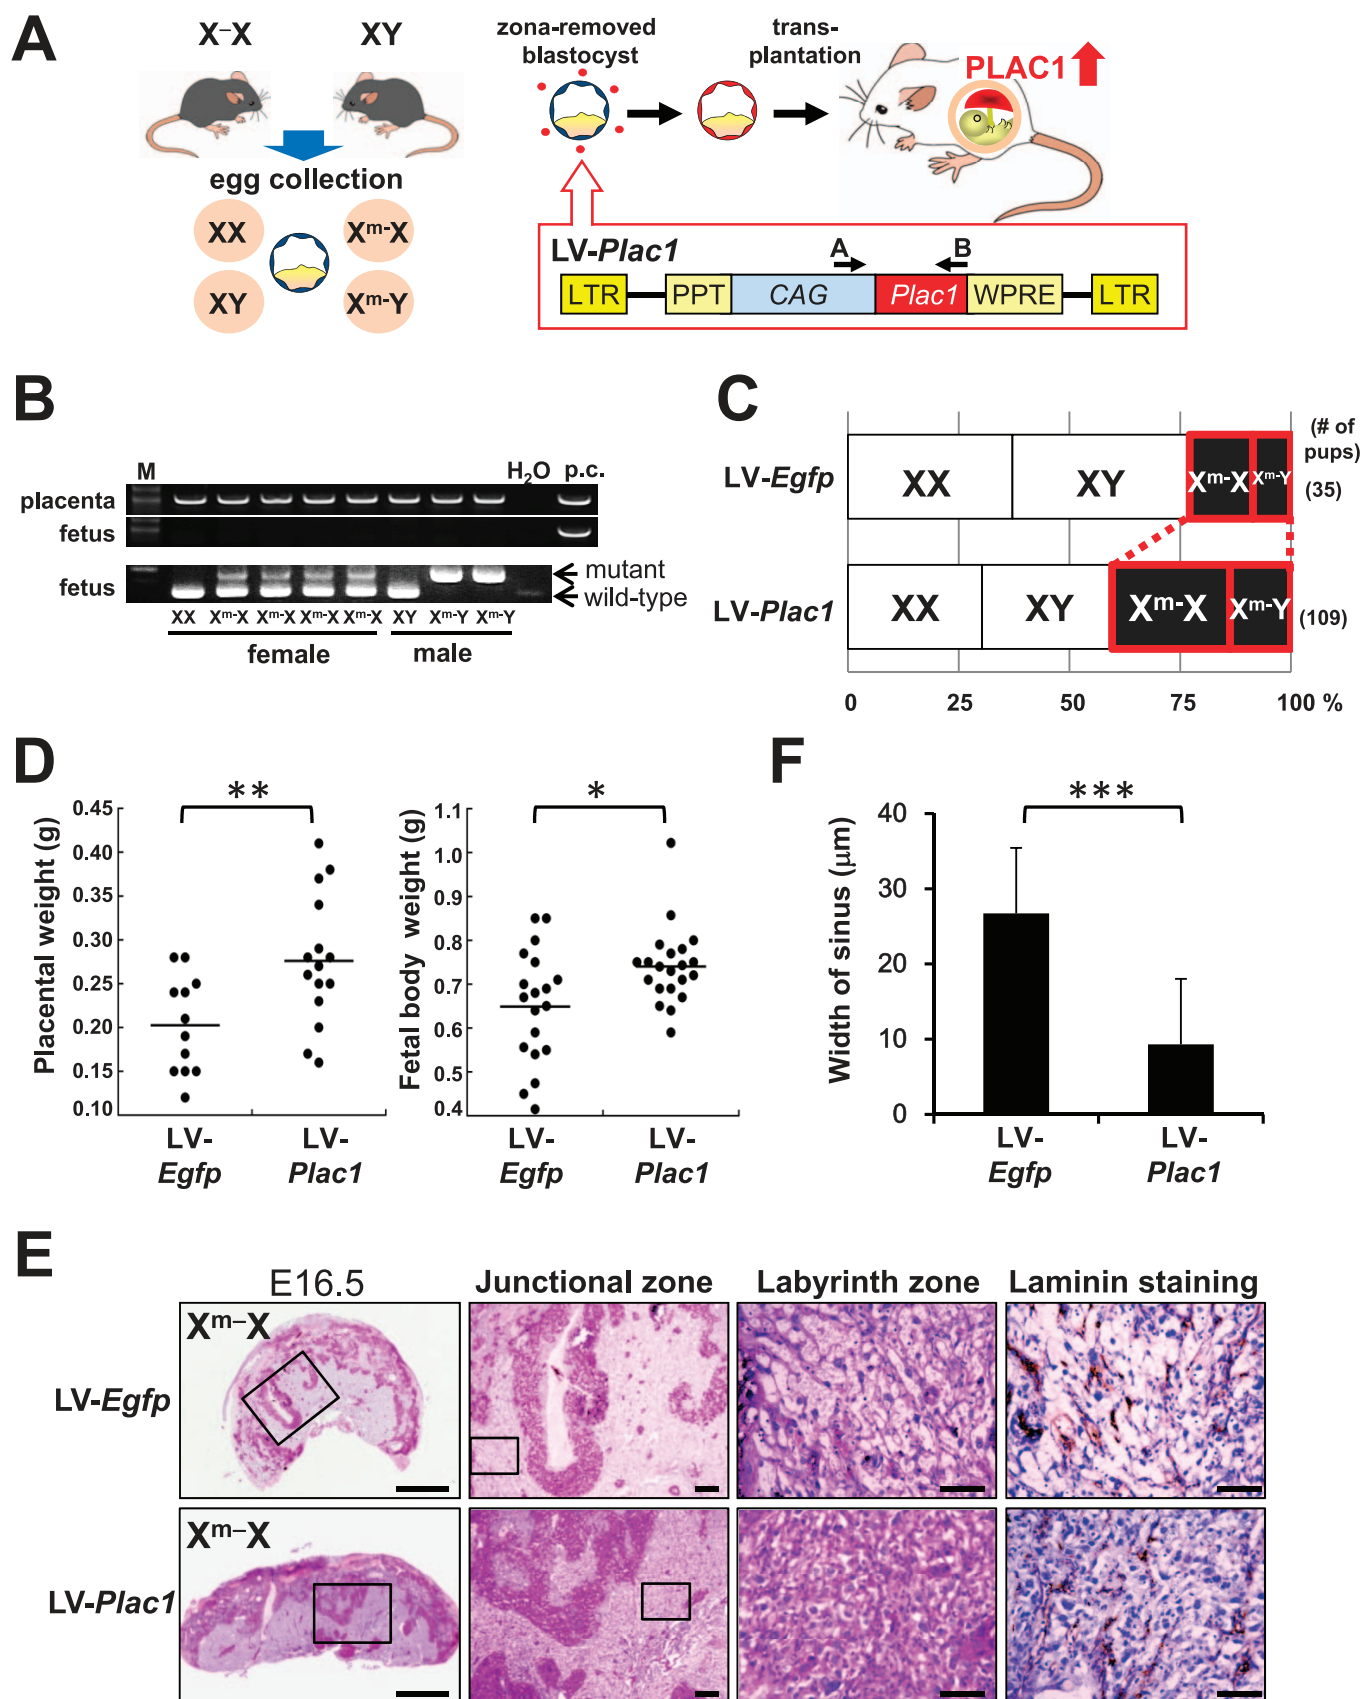 A
X–X
XY
egg collection
XX
Xm-X
XY
Xm-Y
zona-removed
blastocyst
trans-
plantation
PLAC1
LV-Plac1
A
B
LTR
PPT
CAG
Plac1
WPRE
LTR
B
M
H2O
p.c.
placenta
fetus
fetus
mutant
wild-type
XX Xm-X Xm-X Xm-X Xm-X XY Xm-Y Xm-Y
female
male
C
(# of
pups)
LV-Egfp
XX
XY
Xm-X
Xm-Y
(35)
LV-Plac1
XX
XY
Xm-X
Xm-Y
(109)
0 25 50 75 100 %
D
**
Placental weight (g)
0.45
0.40
0.35
0.30
0.25
0.20
0.15
0.10
LV-
Egfp
LV-
Plac1
*
Fetal body weight (g)
1.1
1.0
0.9
0.8
0.7
0.6
0.5
0.4
LV-
Egfp
LV-
Plac1
F
***
Width of sinus (μm)
40
30
20
10
0
LV-
Egfp
LV-
Plac1
E
E16.5
Junctional zone
Labyrinth zone
Laminin staining
Xm–X
LV-Egfp
Xm–X
LV-Plac1